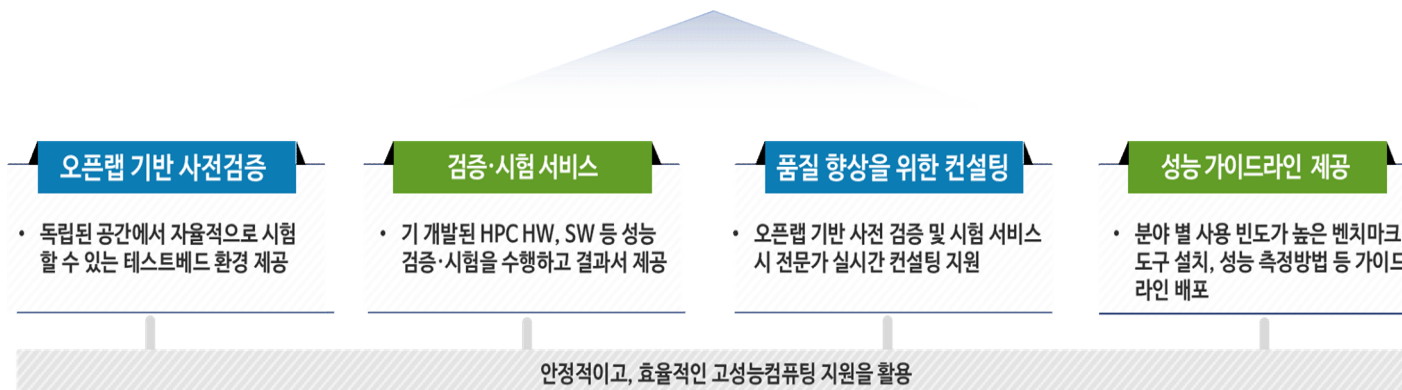 오픈랩 기반 사전검증
• 독립된 공간에서 자율적으로 시험
할 수 있는 테스트베드 환경 제공
검증·시험 서비스
• 기 개발된 HPC HW, SW 등 성능
검증·시험을 수행하고 결과서 제공
품질 향상을 위한 컨설팅
• 오픈랩 기반 사전 검증 및 시험 서비스
시 전문가 실시간 컨설팅 지원
성능 가이드라인 제공
• 분야 별 사용 빈도가 높은 벤치마크
도구 설치, 성능 측정방법 등 가이드
라인 배포
안정적이고, 효율적인 고성능컴퓨팅 지원을 활용